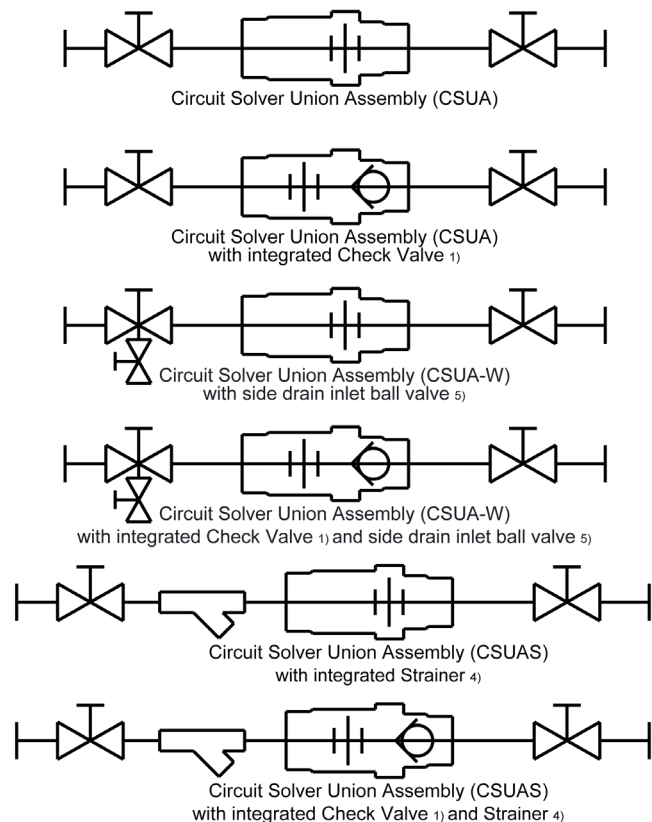 Circuit Solver Union Assembly (CSUA)
Circuit Solver Union Assembly (CSUA)
with integrated Check Valve 1)
Circuit Solver Union Assembly (CSUA-W)
with side drain inlet ball valve 5)
Circuit Solver Union Assembly (CSUA-W)
with integrated Check Valve 1) and side drain inlet ball valve 5)
Circuit Solver Union Assembly (CSUAS)
with integrated Strainer 4)
Circuit Solver Union Assembly (CSUAS)
with integrated Check Valve 1) and Strainer 4)